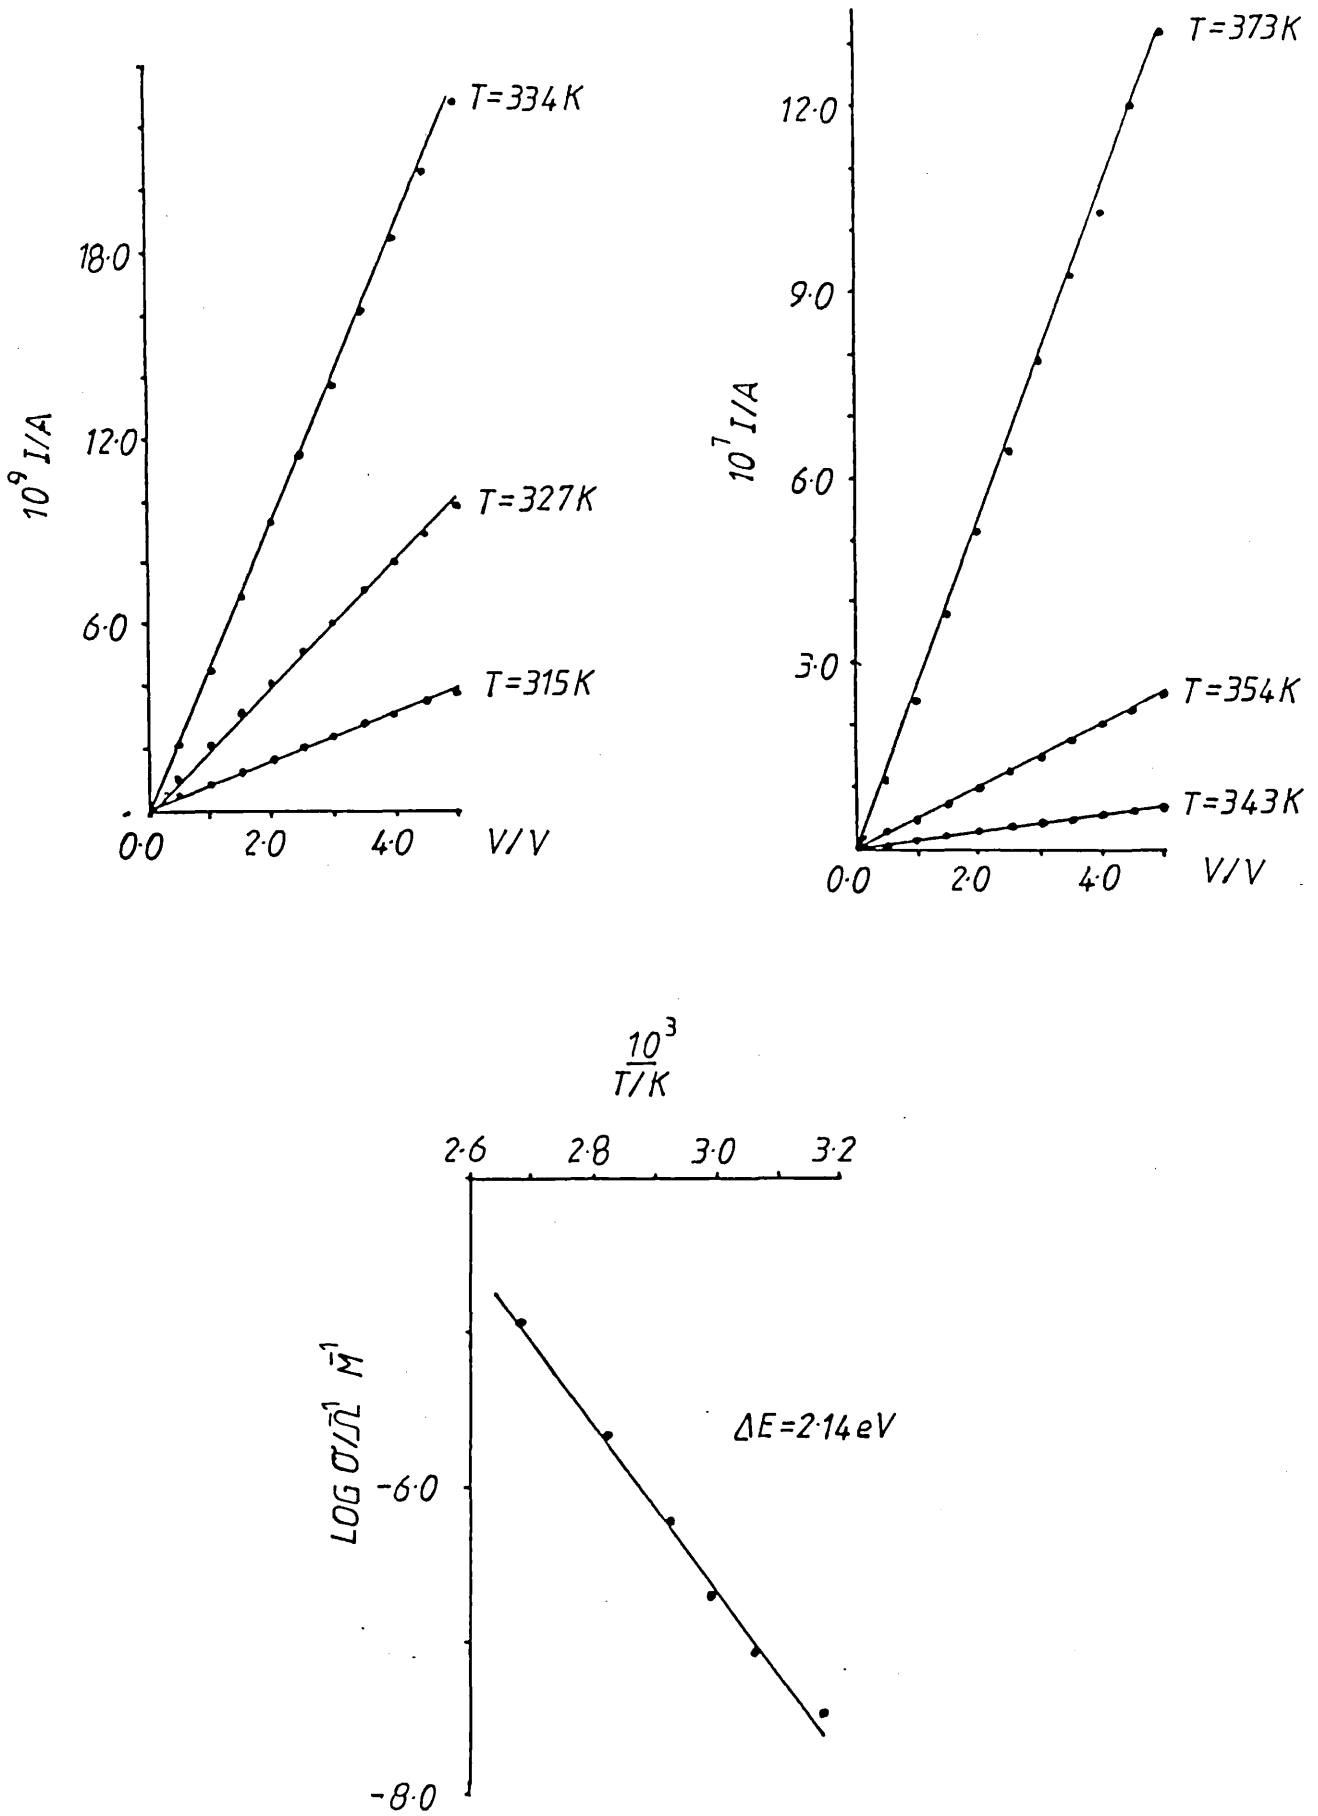 T=334K
18.0
12.0
6.0
10⁹ I/A
T=327K
T=315K
0.0 2.0 4.0 V/V
T=373K
12.0
9.0
6.0
3.0
10⁷ I/A
T=354K
T=343K
0.0 2.0 4.0 V/V
10³
T/K
2.6 2.8 3.0 3.2
LOG σ/Ω⁻¹ M⁻¹
ΔE=2.14eV
-6.0
-8.0